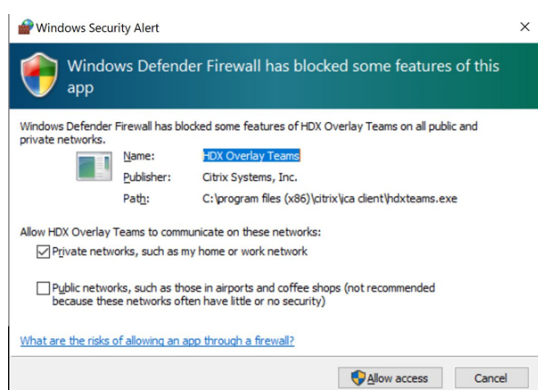 Windows Security Alert
Windows Defender Firewall has blocked some features of this
app
Windows Defender Firewall has blocked some features of HDX Overlay Teams on all public and
private networks.
Name: HDX Overlay Teams
Publisher: Citrix Systems, Inc.
Path: C:\program files (x86)\citrix\ica client\hdxteams.exe
Allow HDX Overlay Teams to communicate on these networks:
Private networks, such as my home or work network
Public networks, such as those in airports and coffee shops (not recommended
because these networks often have little or no security)
What are the risks of allowing an app through a firewall?
Allow access Cancel